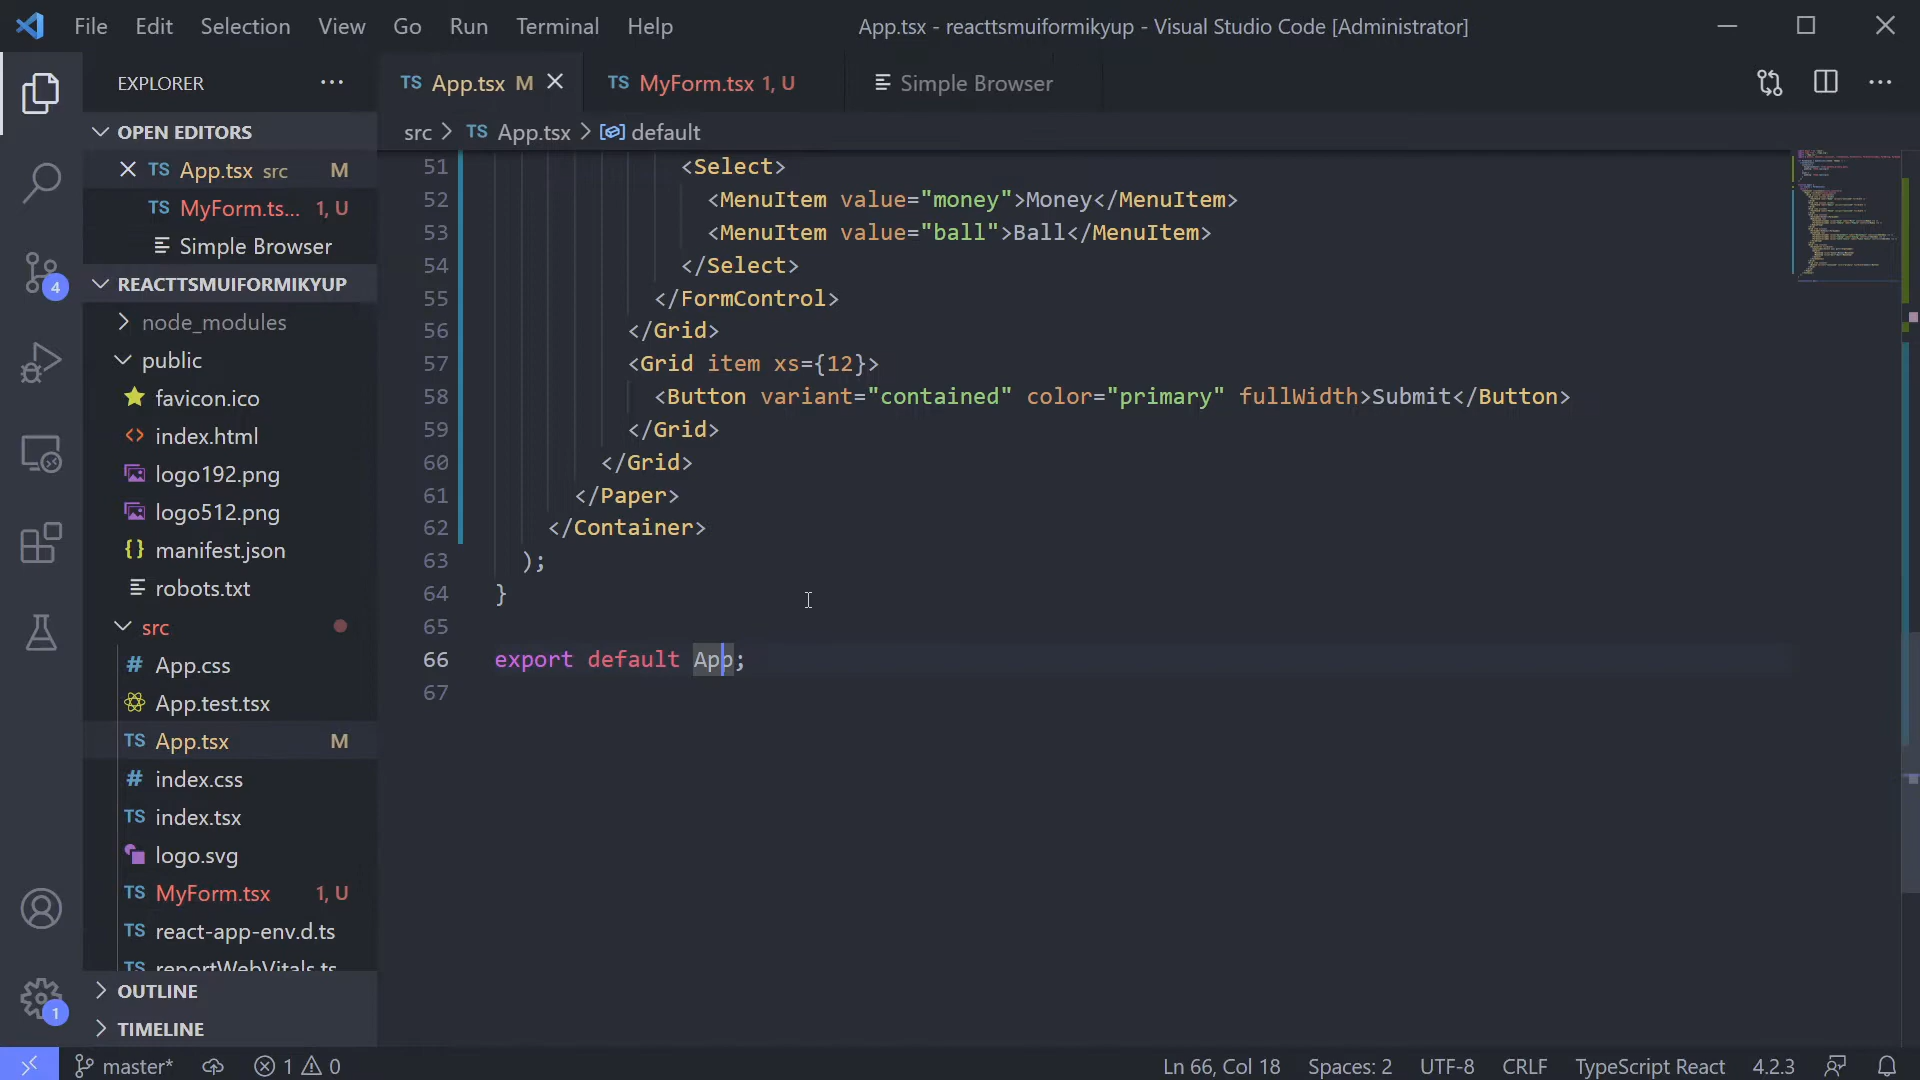 File Edit Selection View Go Run Terminal Help
App.tsx - reacttsmuiformikyup - Visual Studio Code [Administrator]
EXPLORER
OPEN EDITORS
App.tsx src M
MyForm.ts... 1, U
Simple Browser
REACTTSMUIFORMIKYUP
node_modules
public
favicon.ico
index.html
logo192.png
logo512.png
manifest.json
robots.txt
src
App.css
App.test.tsx
TS App.tsx M
index.css
TS index.tsx
logo.svg
TS MyForm.tsx 1, U
TS react-app-env.d.ts
TS reportWebVitals.ts
OUTLINE
TIMELINE
4
1
TS App.tsx M
TS MyForm.tsx 1, U
Simple Browser
src > TS App.tsx > default
51 <Select>
52 <MenuItem value="money">Money</MenuItem>
53 <MenuItem value="ball">Ball</MenuItem>
54 </Select>
55 </FormControl>
56 </Grid>
57 <Grid item xs={12}>
58 <Button variant="contained" color="primary" fullWidth>Submit</Button>
59 </Grid>
60 </Grid>
61 </Paper>
62 </Container>
63 );
64 }
65
66 export default App;
67
master* 1 0
Ln 66, Col 18 Spaces: 2 UTF-8 CRLF TypeScript React 4.2.3